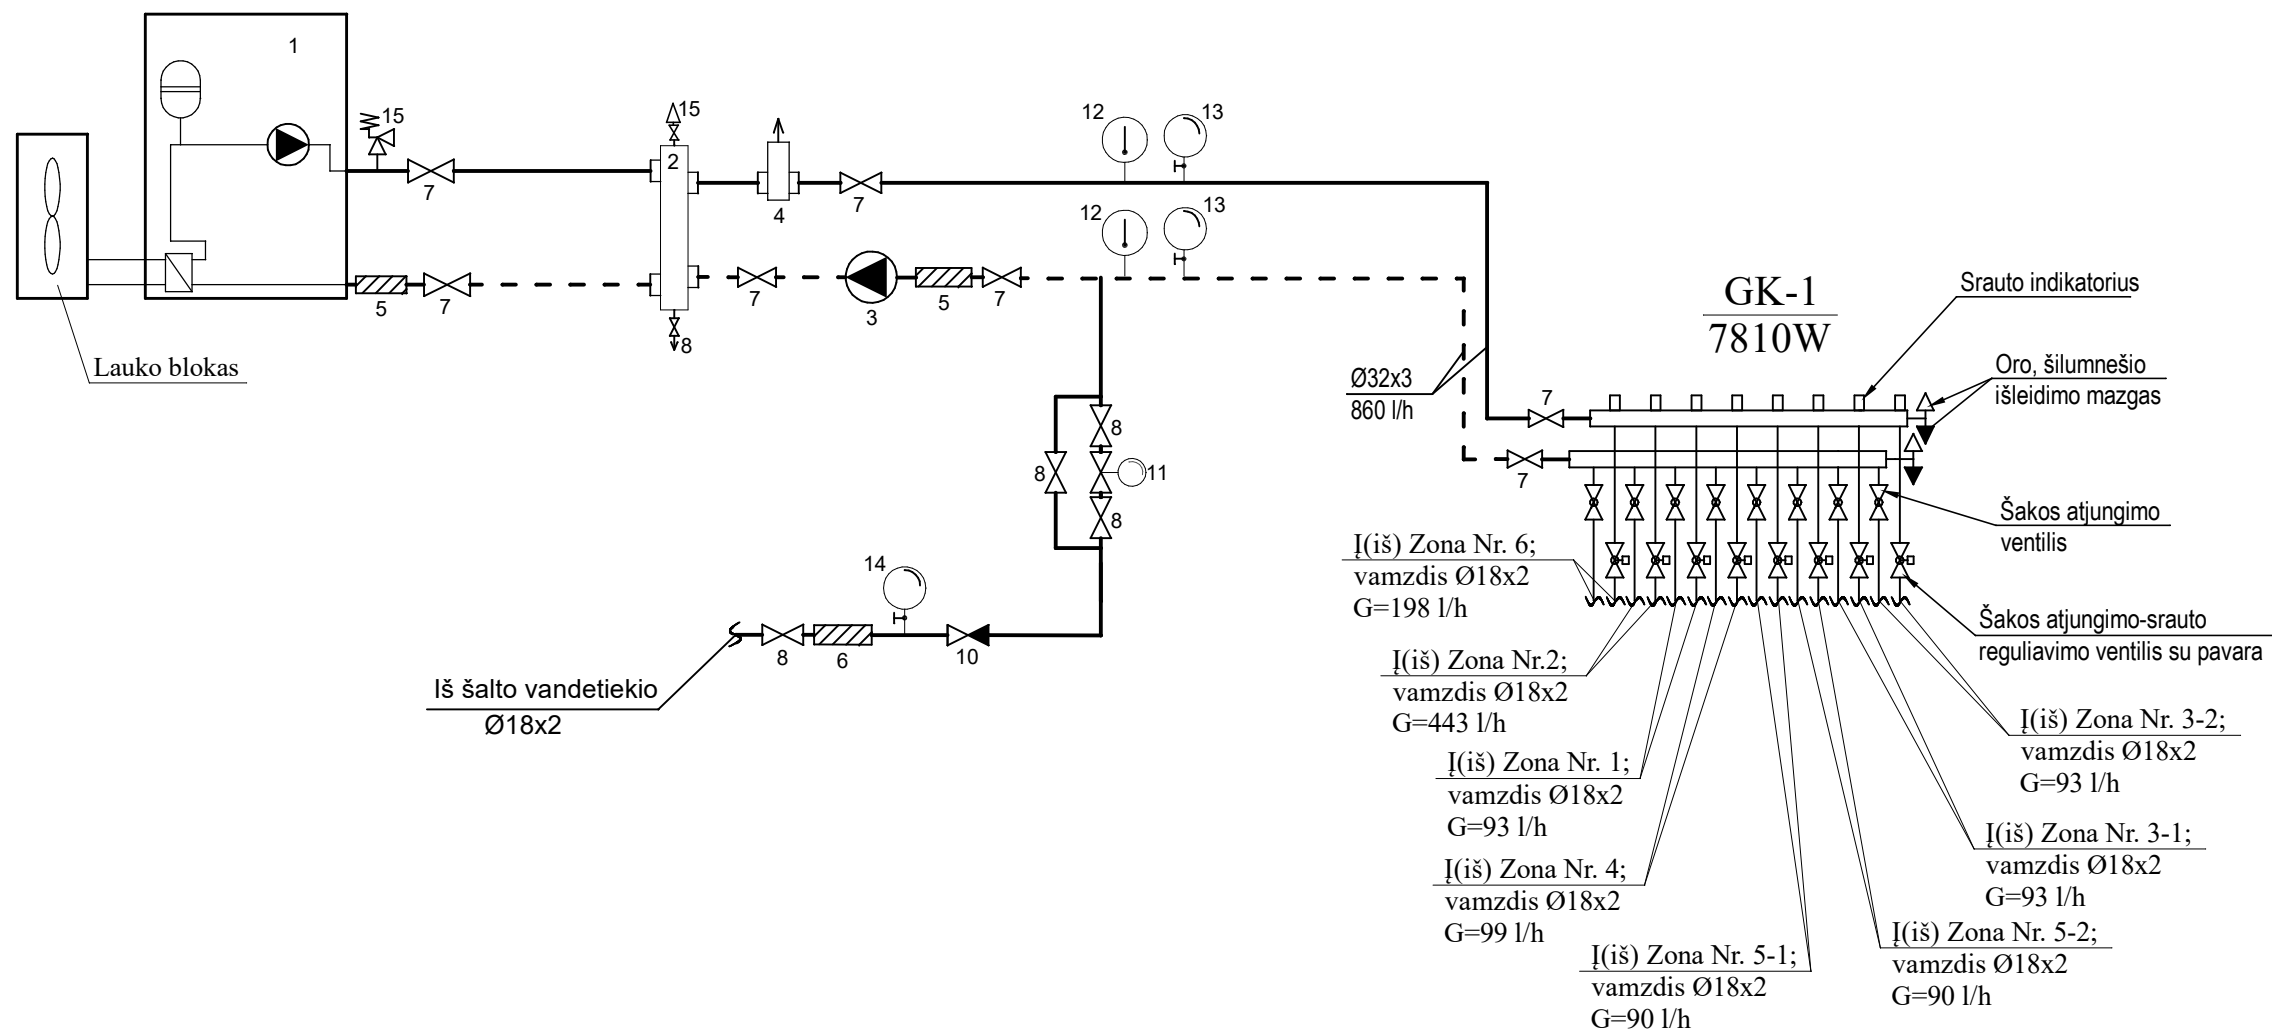 1
15
15
2
7
4
7
12
13
12
13
5
7
7
3
5
7
8
Lauko blokas
GK-1
7810W
Srauto indikatorius
Oro, šilumnešio
išleidimo mazgas
Ø32x3
860 l/h
7
7
8
8
11
8
Šakos atjungimo
ventilis
Šakos atjungimo-srauto
reguliavimo ventilis su pavara
14
8
6
10
Iš šalto vandetiekio
Ø18x2
Į(iš) Zona Nr. 6;
vamzdis Ø18x2
G=198 l/h
Į(iš) Zona Nr.2;
vamzdis Ø18x2
G=443 l/h
Į(iš) Zona Nr. 1;
vamzdis Ø18x2
G=93 l/h
Į(iš) Zona Nr. 4;
vamzdis Ø18x2
G=99 l/h
Į(iš) Zona Nr. 5-1;
vamzdis Ø18x2
G=90 l/h
Į(iš) Zona Nr. 5-2;
vamzdis Ø18x2
G=90 l/h
Į(iš) Zona Nr. 3-1;
vamzdis Ø18x2
G=93 l/h
Į(iš) Zona Nr. 3-2;
vamzdis Ø18x2
G=93 l/h